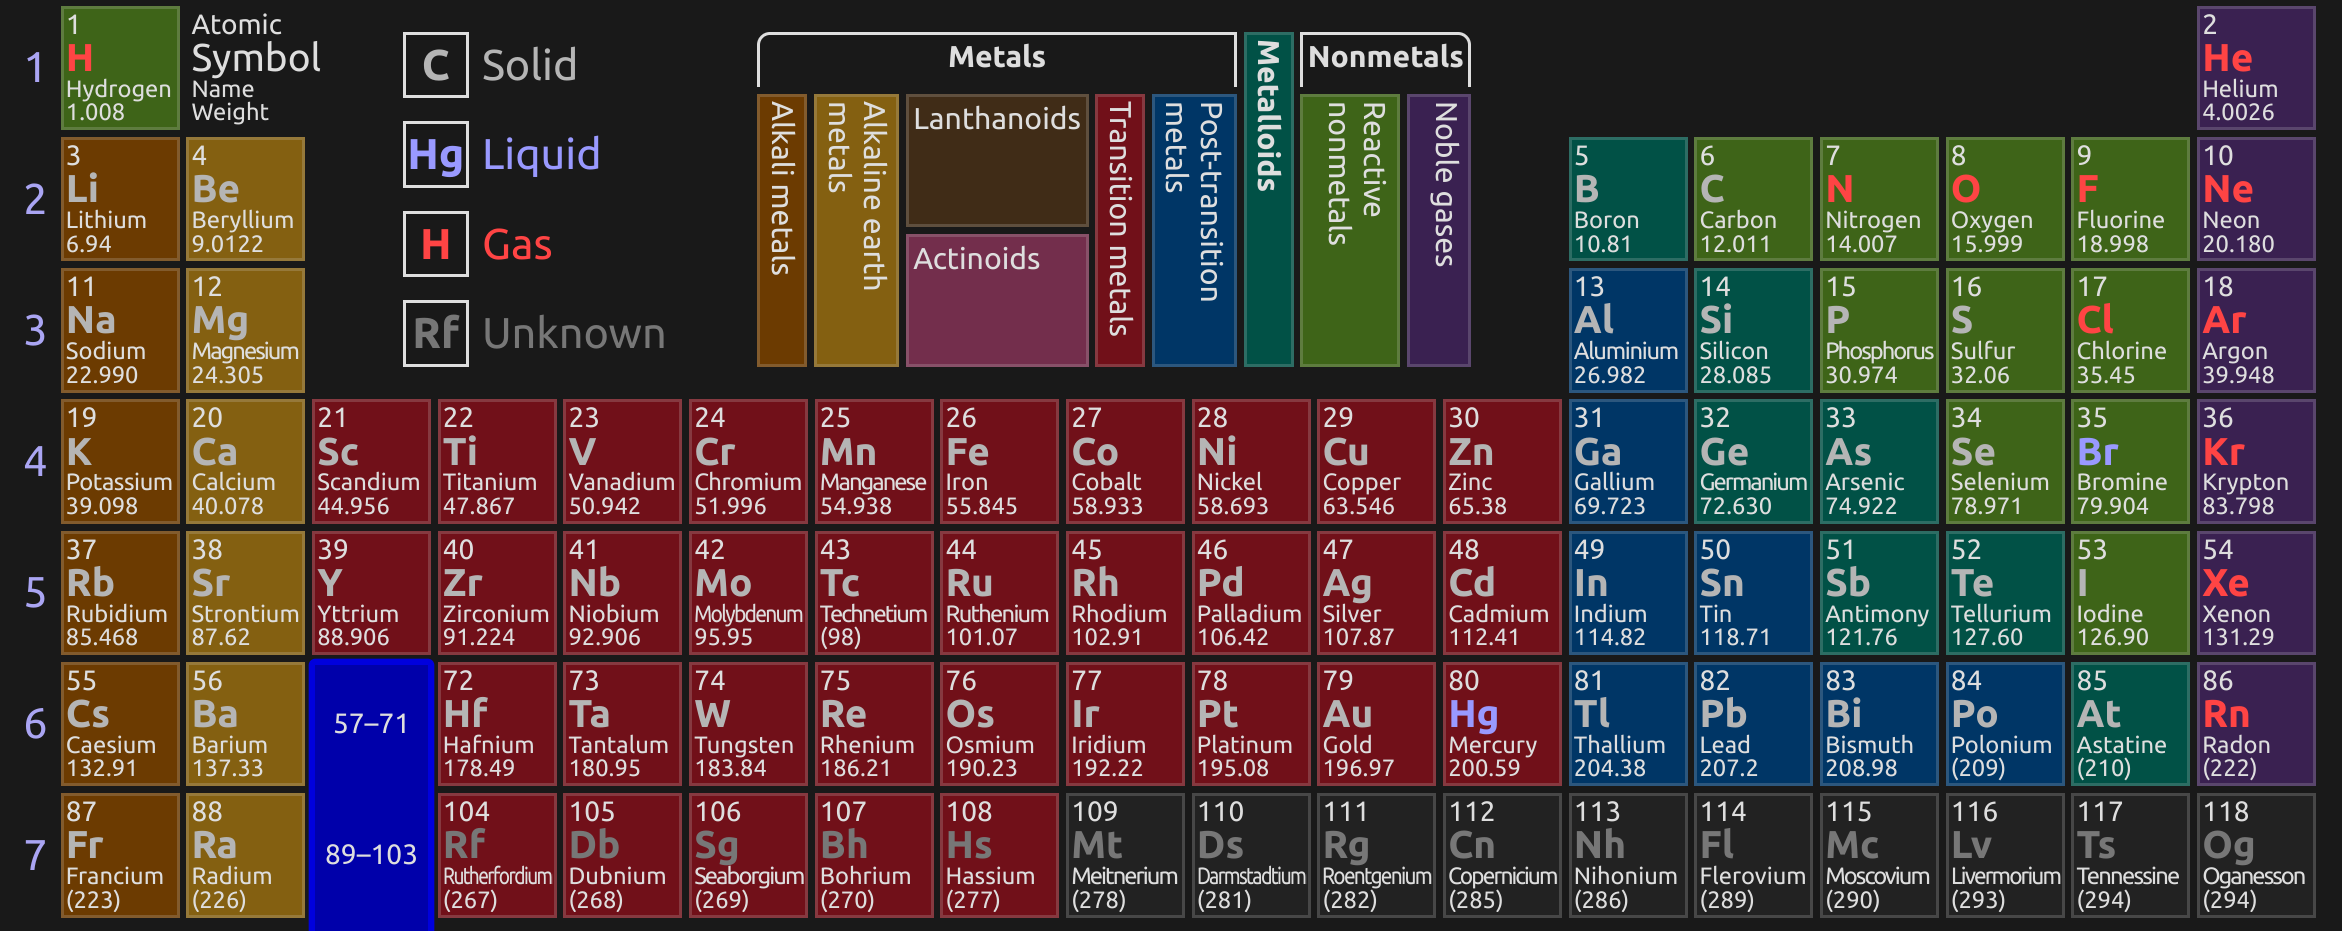 1
1
H
Hydrogen
1.008
Atomic
Symbol
Name
Weight
C Solid
Hg Liquid
H Gas
Rf Unknown
Metals
Metalloids
Nonmetals
Alkali metals
Alkaline earth
metals
Lanthanoids
Actinoids
Transition metals
Post-transition
metals
Reactive
nonmetals
Noble gases
2
He
Helium
4.0026
2
3
Li
Lithium
6.94
4
Be
Beryllium
9.0122
5
B
Boron
10.81
6
C
Carbon
12.011
7
N
Nitrogen
14.007
8
O
Oxygen
15.999
9
F
Fluorine
18.998
10
Ne
Neon
20.180
3
11
Na
Sodium
22.990
12
Mg
Magnesium
24.305
13
Al
Aluminium
26.982
14
Si
Silicon
28.085
15
P
Phosphorus
30.974
16
S
Sulfur
32.06
17
Cl
Chlorine
35.45
18
Ar
Argon
39.948
4
19
K
Potassium
39.098
20
Ca
Calcium
40.078
21
Sc
Scandium
44.956
22
Ti
Titanium
47.867
23
V
Vanadium
50.942
24
Cr
Chromium
51.996
25
Mn
Manganese
54.938
26
Fe
Iron
55.845
27
Co
Cobalt
58.933
28
Ni
Nickel
58.693
29
Cu
Copper
63.546
30
Zn
Zinc
65.38
31
Ga
Gallium
69.723
32
Ge
Germanium
72.630
33
As
Arsenic
74.922
34
Se
Selenium
78.971
35
Br
Bromine
79.904
36
Kr
Krypton
83.798
5
37
Rb
Rubidium
85.468
38
Sr
Strontium
87.62
39
Y
Yttrium
88.906
40
Zr
Zirconium
91.224
41
Nb
Niobium
92.906
42
Mo
Molybdenum
95.95
43
Tc
Technetium
(98)
44
Ru
Ruthenium
101.07
45
Rh
Rhodium
102.91
46
Pd
Palladium
106.42
47
Ag
Silver
107.87
48
Cd
Cadmium
112.41
49
In
Indium
114.82
50
Sn
Tin
118.71
51
Sb
Antimony
121.76
52
Te
Tellurium
127.60
53
I
Iodine
126.90
54
Xe
Xenon
131.29
6
55
Cs
Caesium
132.91
56
Ba
Barium
137.33
57–71
72
Hf
Hafnium
178.49
73
Ta
Tantalum
180.95
74
W
Tungsten
183.84
75
Re
Rhenium
186.21
76
Os
Osmium
190.23
77
Ir
Iridium
192.22
78
Pt
Platinum
195.08
79
Au
Gold
196.97
80
Hg
Mercury
200.59
81
Tl
Thallium
204.38
82
Pb
Lead
207.2
83
Bi
Bismuth
208.98
84
Po
Polonium
(209)
85
At
Astatine
(210)
86
Rn
Radon
(222)
7
87
Fr
Francium
(223)
88
Ra
Radium
(226)
89–103
104
Rf
Rutherfordium
(267)
105
Db
Dubnium
(268)
106
Sg
Seaborgium
(269)
107
Bh
Bohrium
(270)
108
Hs
Hassium
(277)
109
Mt
Meitnerium
(278)
110
Ds
Darmstadtium
(281)
111
Rg
Roentgenium
(282)
112
Cn
Copernicium
(285)
113
Nh
Nihonium
(286)
114
Fl
Flerovium
(289)
115
Mc
Moscovium
(290)
116
Lv
Livermorium
(293)
117
Ts
Tennessine
(294)
118
Og
Oganesson
(294)